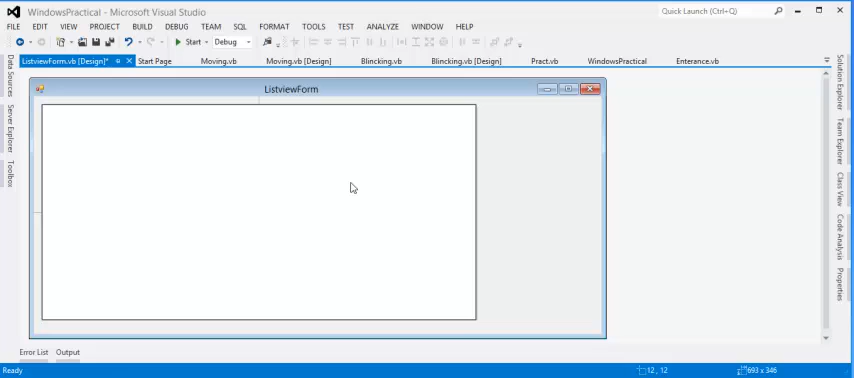 WindowsPractical - Microsoft Visual Studio
Quick Launch (Ctrl+Q)
FILE EDIT VIEW PROJECT BUILD DEBUG TEAM SQL FORMAT TOOLS TEST ANALYZE WINDOW HELP
Start Debug
ListviewForm.vb [Design]* Start Page Moving.vb Moving.vb [Design] Blincking.vb Blincking.vb [Design] Pract.vb WindowsPractical Enterance.vb
Data Sources
Server Explorer
Toolbox
ListviewForm
Solution Explorer
Team Explorer
Class View
Code Analysis
Properties
Error List Output
Ready 12 , 12 693 x 346